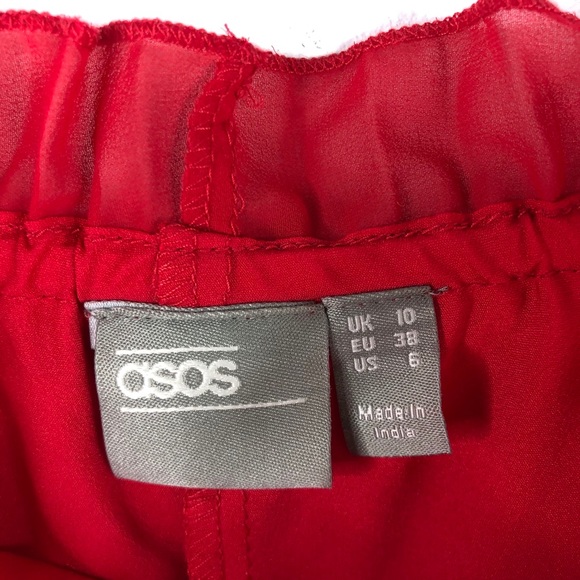 asos
UK 10
EU 38
US 6
Made in
India